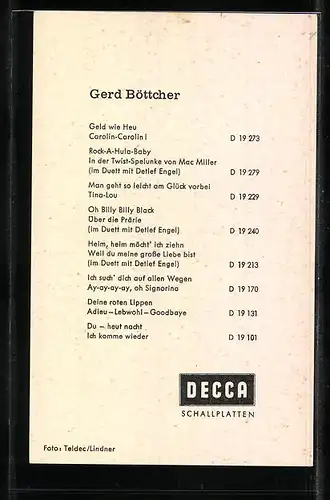 Gerd Böttcher
Geld wie Heu
Carolin-Carolin! D 19 273
Rock-A-Hula-Baby
In der Twist-Spelunke von Mac Miller
(im Duett mit Detlef Engel) D 19 279
Man geht so leicht am Glück vorbei
Tina-Lou D 19 229
Oh Billy Billy Black
Über die Prärie
(im Duett mit Detlef Engel) D 19 240
Heim, heim möcht' ich ziehn
Weil du meine große Liebe bist
(im Duett mit Detlef Engel) D 19 213
Ich such' dich auf allen Wegen
Ay-ay-ay-ay, oh Signorina D 19 170
Deine roten Lippen
Adieu-Lebwohl-Goodbaye D 19 131
Du - heut nacht
Ich komme wieder D 19 101
DECCA
SCHALLPLATTEN
Foto: Teldec/Lindner